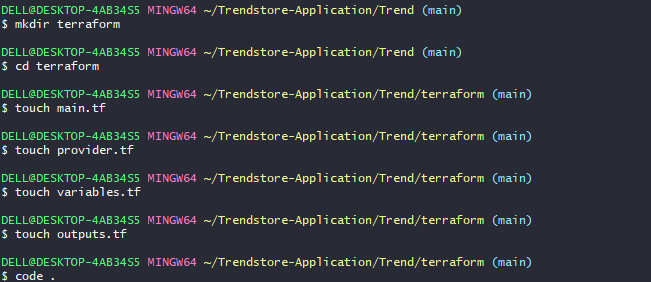 DELL@DESKTOP-4AB34S5 MINGW64 ~/Trendstore-Application/Trend (main)
$ mkdir terraform
DELL@DESKTOP-4AB34S5 MINGW64 ~/Trendstore-Application/Trend (main)
$ cd terraform
DELL@DESKTOP-4AB34S5 MINGW64 ~/Trendstore-Application/Trend/terraform (main)
$ touch main.tf
DELL@DESKTOP-4AB34S5 MINGW64 ~/Trendstore-Application/Trend/terraform (main)
$ touch provider.tf
DELL@DESKTOP-4AB34S5 MINGW64 ~/Trendstore-Application/Trend/terraform (main)
$ touch variables.tf
DELL@DESKTOP-4AB34S5 MINGW64 ~/Trendstore-Application/Trend/terraform (main)
$ touch outputs.tf
DELL@DESKTOP-4AB34S5 MINGW64 ~/Trendstore-Application/Trend/terraform (main)
$ code .